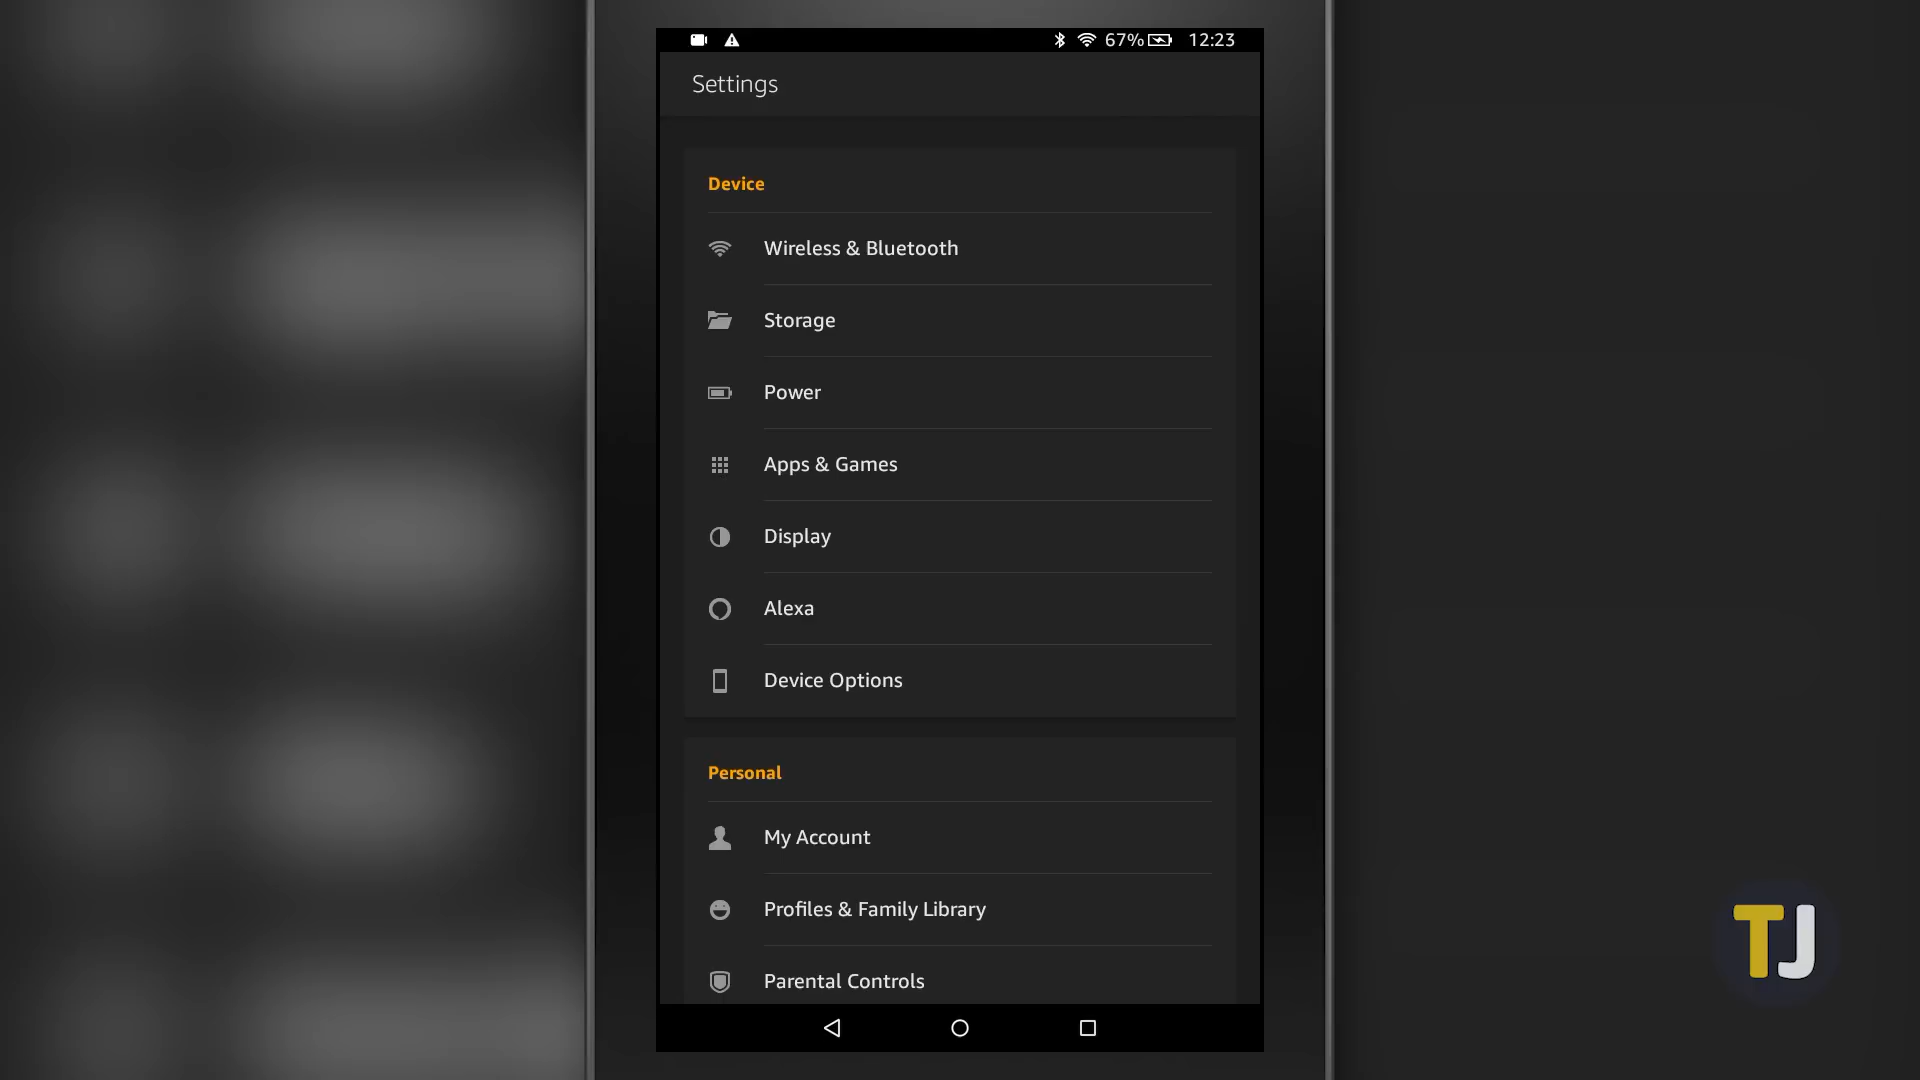 67% 12:23
Settings
Device
Wireless & Bluetooth
Storage
Power
Apps & Games
Display
Alexa
Device Options
Personal
My Account
Profiles & Family Library
Parental Controls
TJ